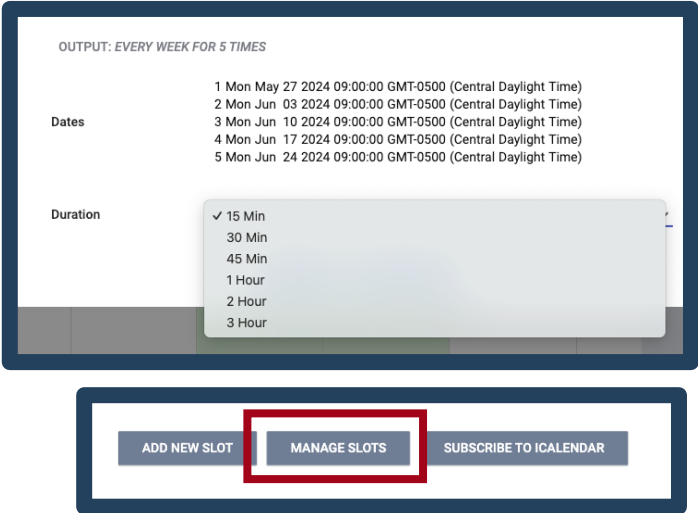 OUTPUT: EVERY WEEK FOR 5 TIMES
Dates
1 Mon May 27 2024 09:00:00 GMT-0500 (Central Daylight Time)
2 Mon Jun 03 2024 09:00:00 GMT-0500 (Central Daylight Time)
3 Mon Jun 10 2024 09:00:00 GMT-0500 (Central Daylight Time)
4 Mon Jun 17 2024 09:00:00 GMT-0500 (Central Daylight Time)
5 Mon Jun 24 2024 09:00:00 GMT-0500 (Central Daylight Time)
Duration
✓ 15 Min
30 Min
45 Min
1 Hour
2 Hour
3 Hour
ADD NEW SLOT
MANAGE SLOTS
SUBSCRIBE TO ICALENDAR